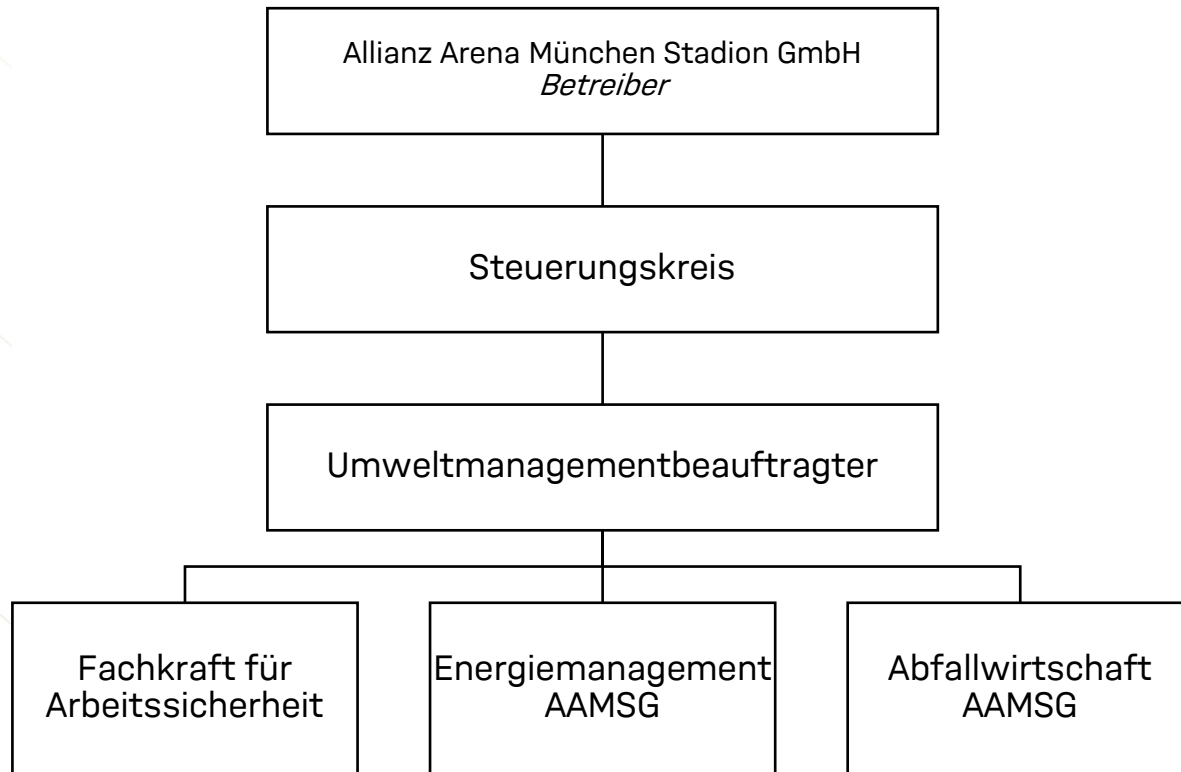 Allianz Arena München Stadion GmbH
Betreiber
Steuerungskreis
Umweltmanagementbeauftragter
Fachkraft für
Arbeitssicherheit
Energiemanagement
AAMSG
Abfallwirtschaft
AAMSG